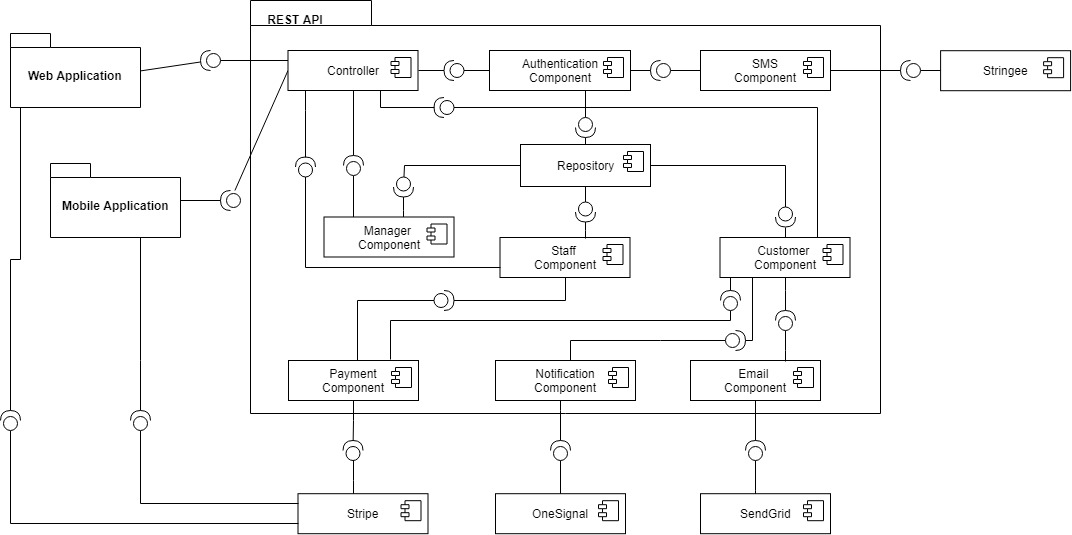 REST API
Web Application
Controller
Authentication
Component
SMS
Component
Stringee
Repository
Mobile Application
Manager
Component
Staff
Component
Customer
Component
Payment
Component
Notification
Component
Email
Component
Stripe
OneSignal
SendGrid